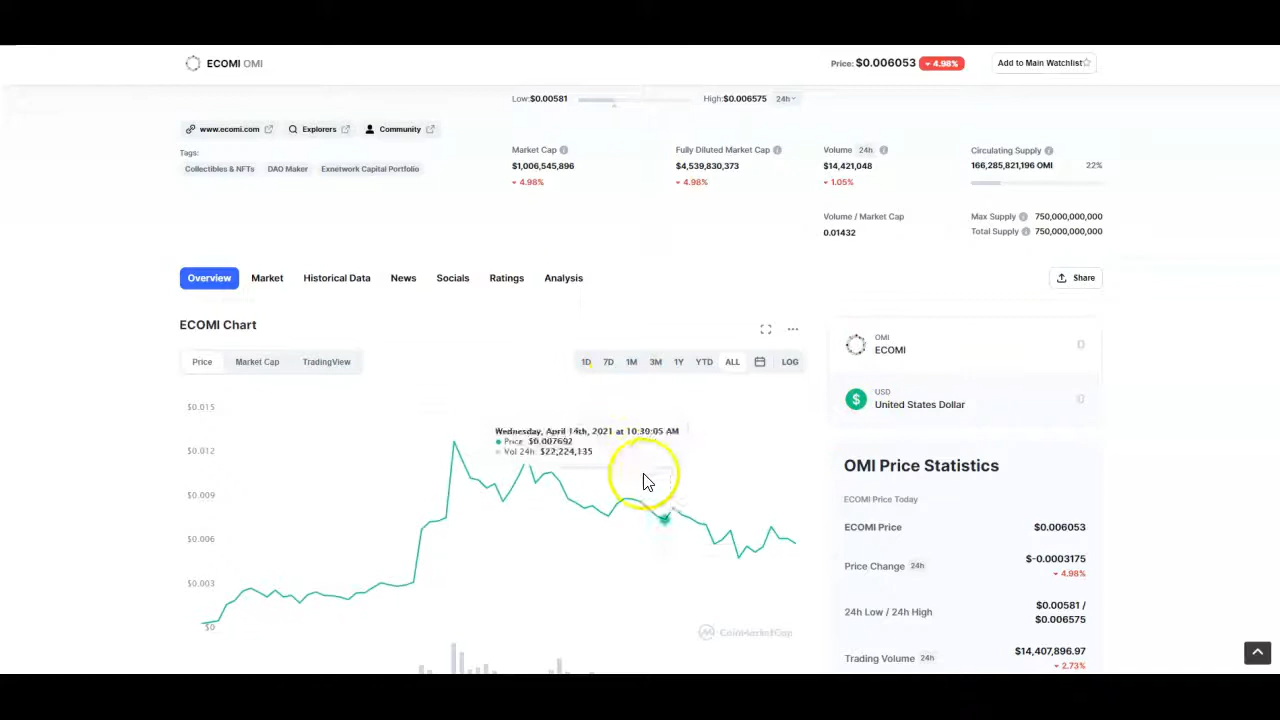 ECOMI OMI
Price: $0.006053 4.98%
Add to Main Watchlist
Low:$0.00581
High:$0.006575
24h
www.ecomi.com
Explorers
Community
Tags:
Collectibles & NFTs
DAO Maker
Exnetwork Capital Portfolio
Market Cap
$1,006,545,896
4.98%
Fully Diluted Market Cap
$4,539,830,373
4.98%
Volume 24h
$14,421,048
1.05%
Volume / Market Cap
0.01432
Circulating Supply
166,285,821,196 OMI 22%
Max Supply 750,000,000,000
Total Supply 750,000,000,000
Overview Market Historical Data News Socials Ratings Analysis
Share
ECOMI Chart
Price Market Cap TradingView
1D 7D 1M 3M 1Y YTD ALL LOG
$0.015
$0.012
$0.009
$0.006
$0.003
$0
Wednesday, April 14th, 2021 at 10:39:05 AM
Price: $0.007692
Vol 24h: $22,224,135
CoinMarketCap
OMI
ECOMI
0
USD
United States Dollar
0
OMI Price Statistics
ECOMI Price Today
ECOMI Price $0.006053
Price Change 24h $-0.0003175
4.98%
24h Low / 24h High $0.00581 /
$0.006575
Trading Volume 24h $14,407,896.97
2.73%